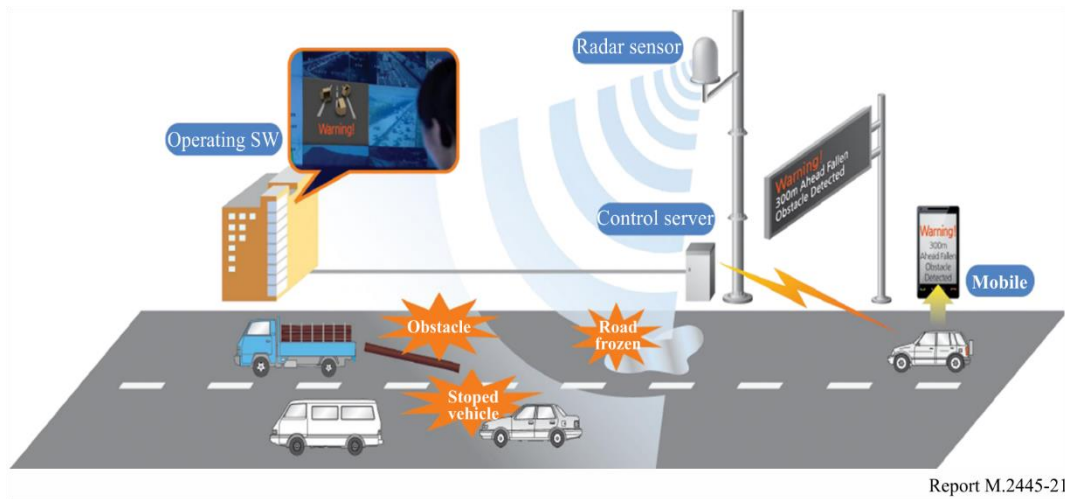 Radar sensor
Warning!
Operating SW
Warning!
300m Ahead Fallen
Obstacle Detected
Control server
Warning!
300m
Ahead Fallen
Obstacle
Detected
Mobile
Obstacle
Road
frozen
Stoped
vehicle
Report M.2445-21